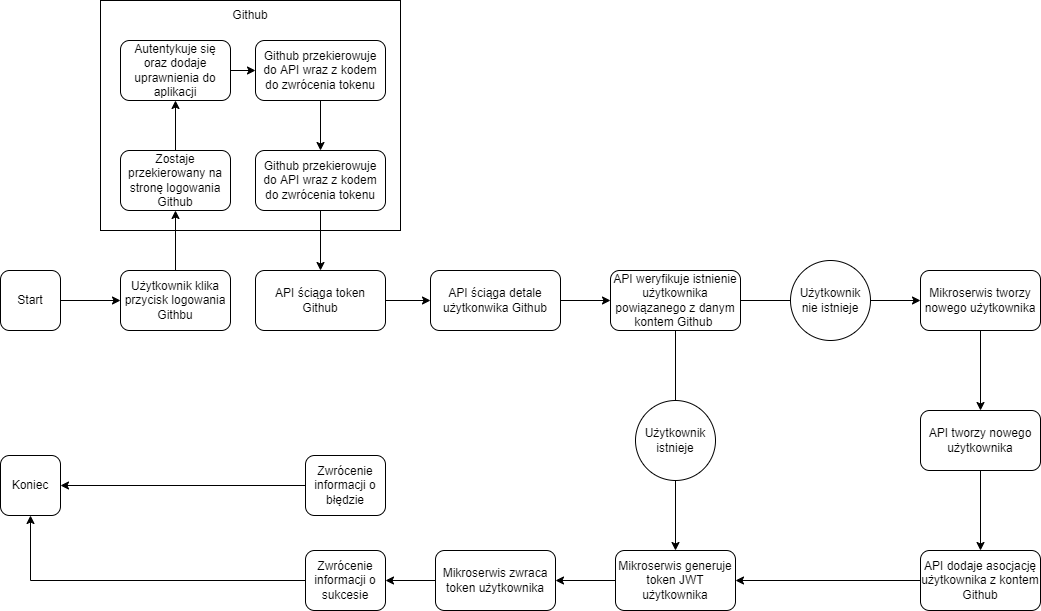 Github
Autentykuje się
oraz dodaje
uprawnienia do
aplikacji
Github przekierowuje
do API wraz z kodem
do zwrócenia tokenu
Zostaje
przekierowany na
stronę logowania
Github
Github przekierowuje
do API wraz z kodem
do zwrócenia tokenu
Start
Użytkownik klika
przycisk logowania
Githbu
API ściąga token
Github
API ściąga detale
użytkonwika Github
API weryfikuje istnienie
użytkownika
powiązanego z danym
kontem Github
Użytkownik
nie istnieje
Mikroserwis tworzy
nowego użytkownika
Użytkownik
istnieje
API tworzy nowego
użytkownika
Koniec
Zwrócenie
informacji o
błędzie
Zwrócenie
informacji o
sukcesie
Mikroserwis zwraca
token użytkownika
Mikroserwis generuje
token JWT
użytkownika
API dodaje asocjację
użytkownika z kontem
Github